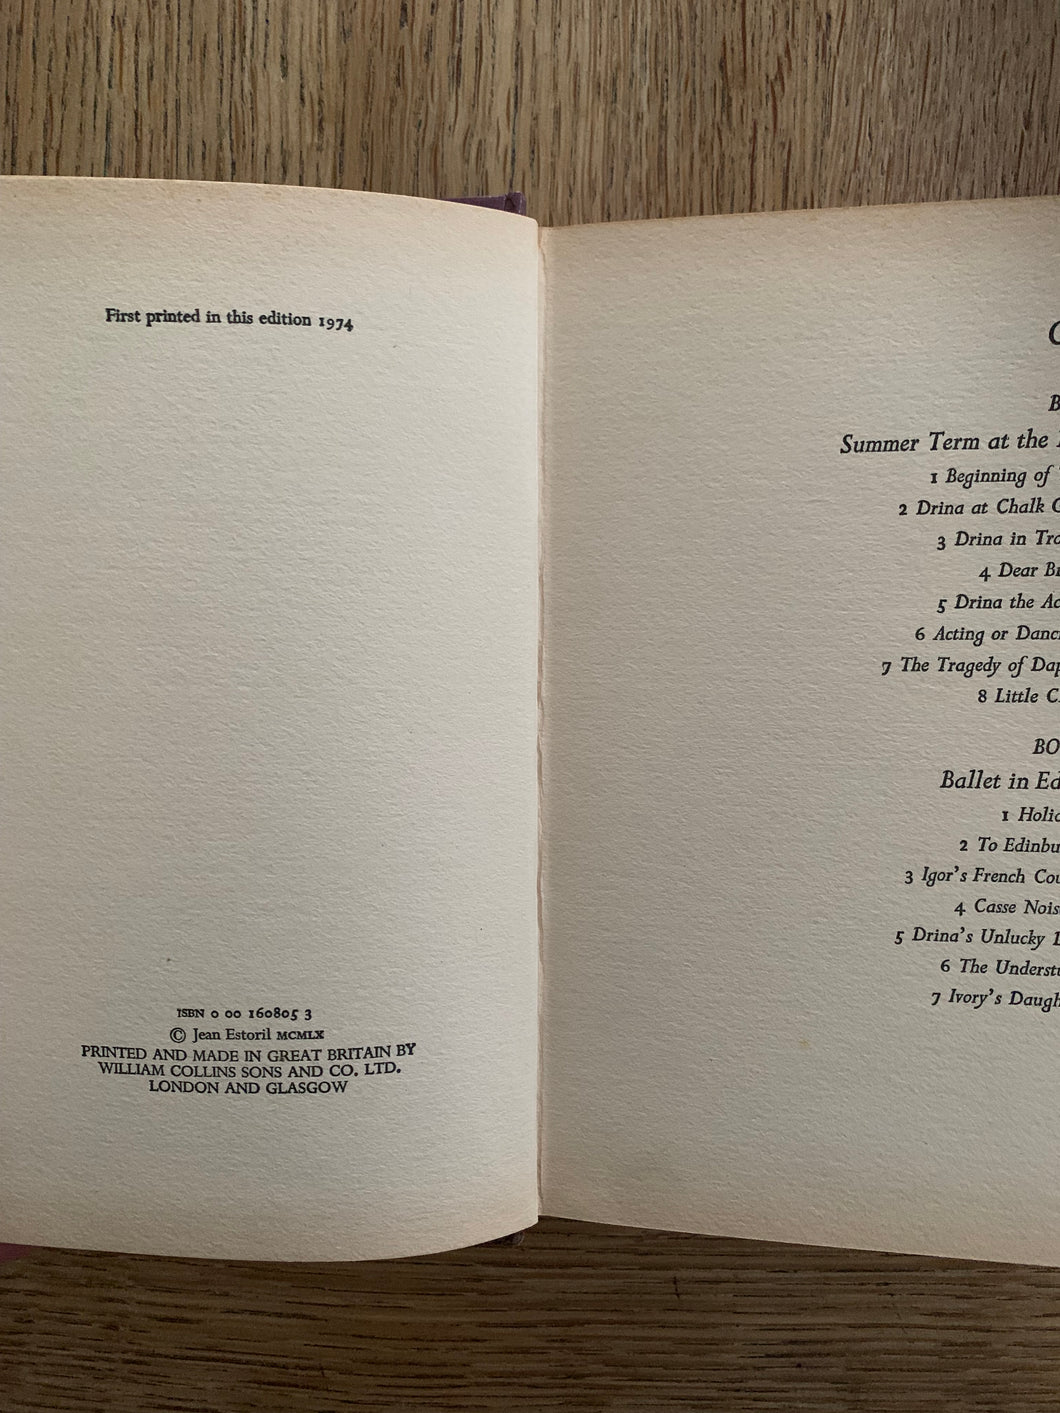 First printed in this edition 1974
ISBN 0 00 160805 3
© Jean Estoril MCMLX
PRINTED AND MADE IN GREAT BRITAIN BY
WILLIAM COLLINS SONS AND CO. LTD.
LONDON AND GLASGOW
Summer Term at the
1 Beginning of
2 Drina at Chalk
3 Drina in
4 Dear
5 Drina the
6 Acting or
7 The Tragedy of
8 Little
Ballet in
1
2 To
3 Igor's French
4 Casse
5 Drina's Unlucky
6 The
7 Ivory's